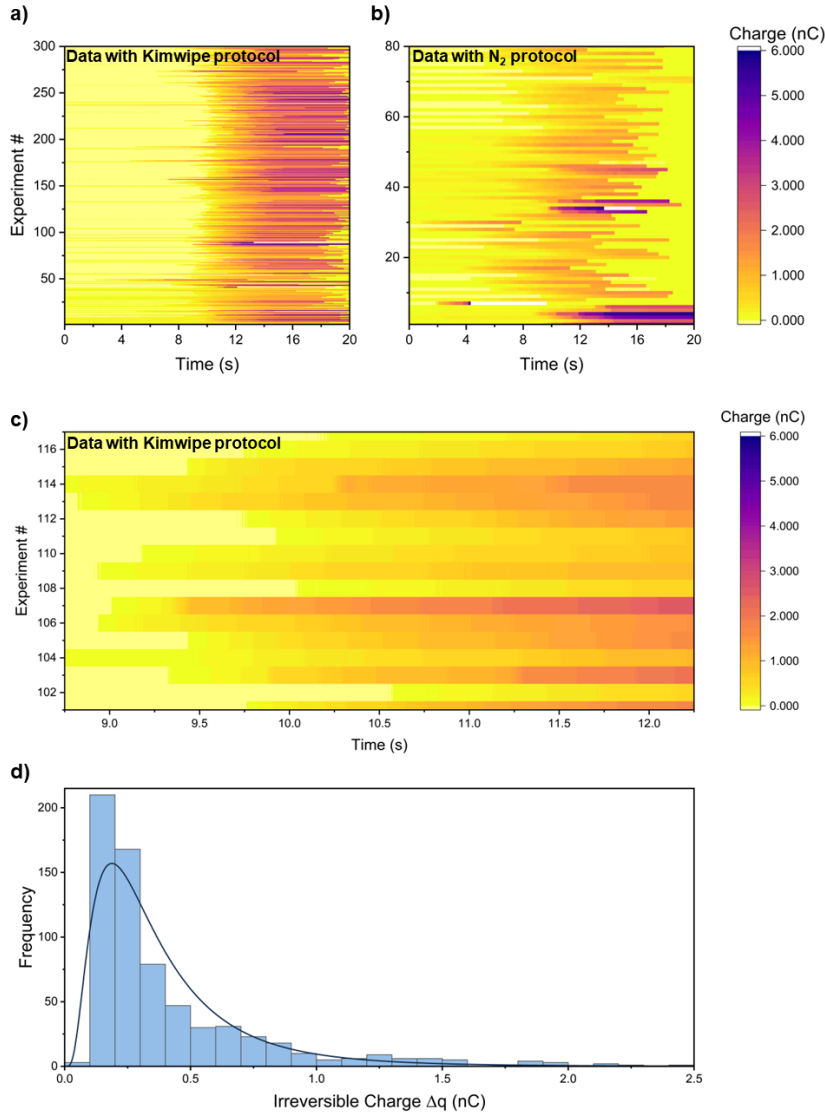 a)
Data with Kimwipe protocol
300
250
200
150
100
50
Experiment #
0 4 8 12 16 20
Time (s)
b)
Data with N₂ protocol
80
60
40
20
0 4 8 12 16 20
Time (s)
Charge (nC)
6.000
5.000
4.000
3.000
2.000
1.000
0.000
c)
Data with Kimwipe protocol
116
114
112
110
108
106
104
102
Experiment #
9.0 9.5 10.0 10.5 11.0 11.5 12.0
Time (s)
Charge (nC)
6.000
5.000
4.000
3.000
2.000
1.000
0.000
d)
200
150
100
50
0
Frequency
0.0 0.5 1.0 1.5 2.0 2.5
Irreversible Charge Δq (nC)